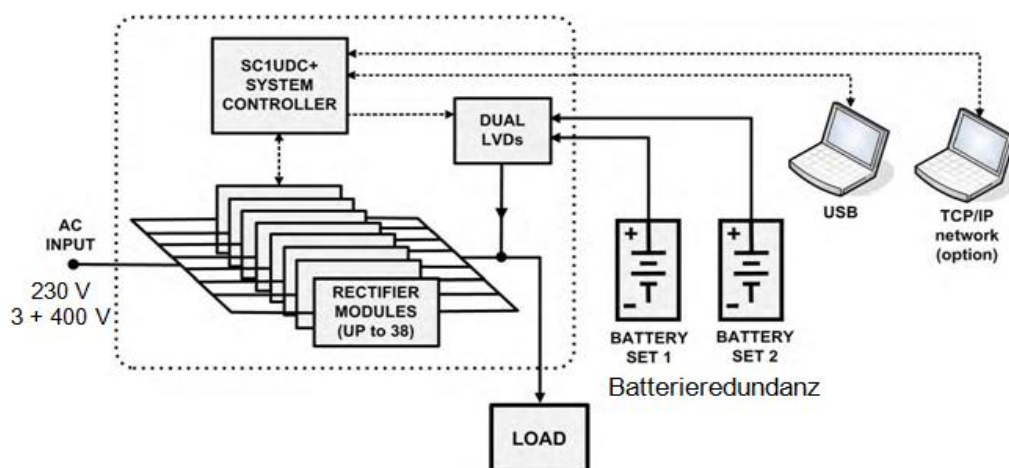 SC1UDC+
SYSTEM
CONTROLLER
DUAL
LVDs
AC
INPUT
230 V
3 + 400 V
RECTIFIER
MODULES
(UP to 38)
USB
TCP/IP
network
(option)
BATTERY
SET 1
BATTERY
SET 2
Batterieredundanz
LOAD